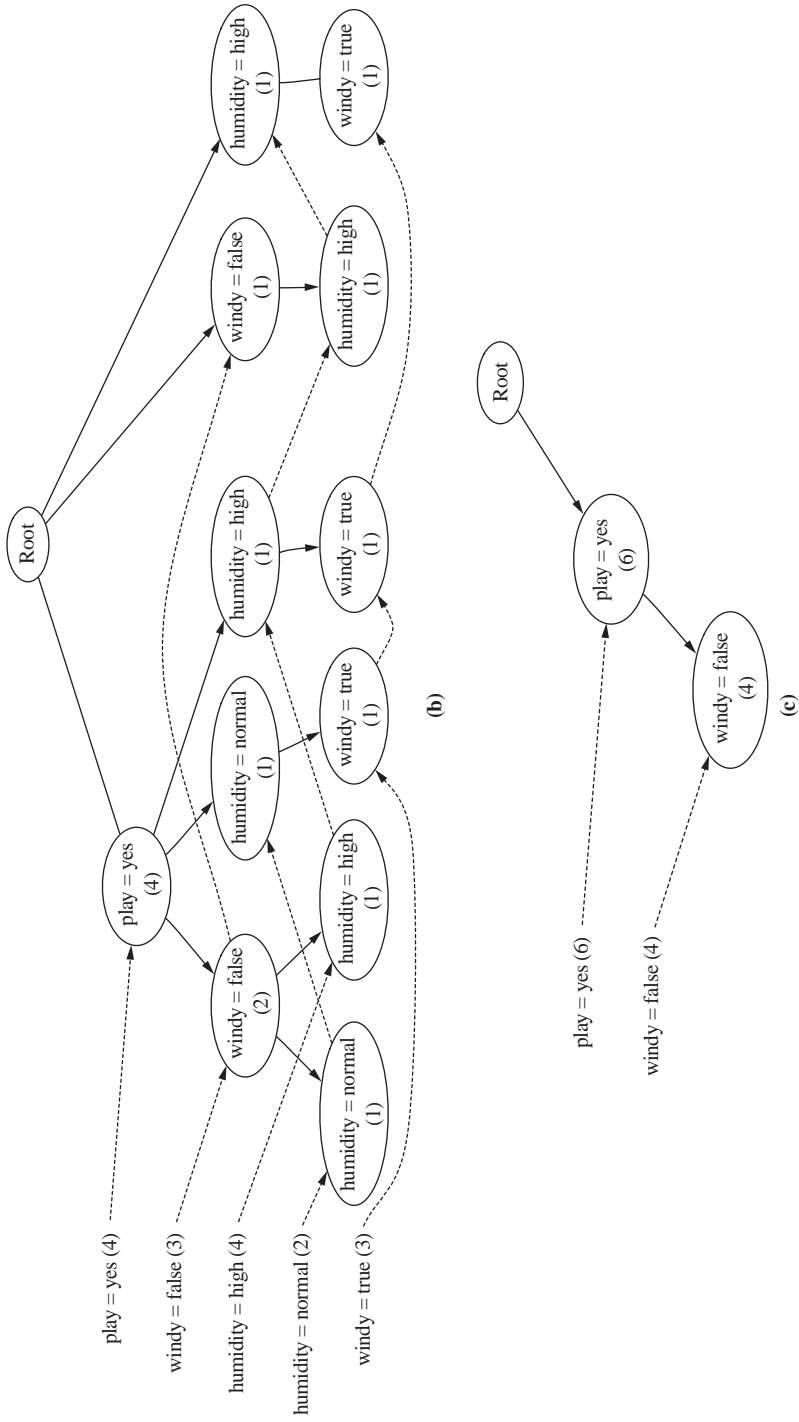 Root
play = yes
(4)
windy = false
(2)
humidity = normal
(1)
humidity = high
(1)
windy = false
(1)
humidity = high
(1)
humidity = normal
(1)
humidity = high
(1)
windy = true
(1)
windy = true
(1)
humidity = high
(1)
windy = true
(1)
play = yes (4)
windy = false (3)
humidity = high (4)
humidity = normal (2)
windy = true (3)
(b)
Root
play = yes
(6)
windy = false
(4)
play = yes (6)
windy = false (4)
(c)